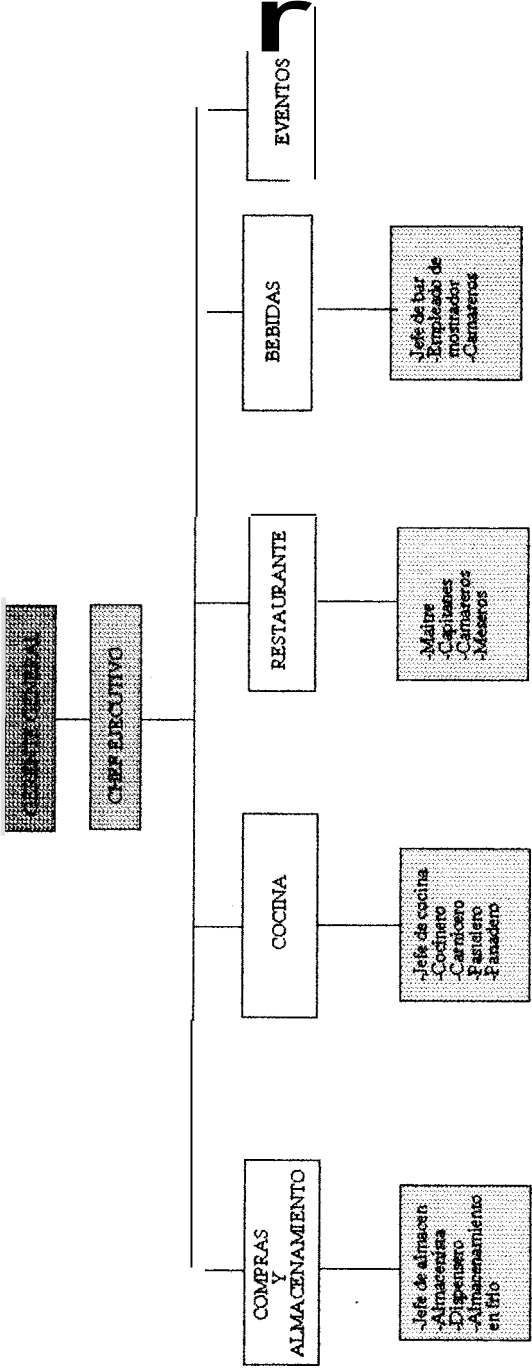 GERENTE GENERAL
CHEF EJECUTIVO
COMPRAS
Y
ALMACENAMIENTO
COCINA
RESTAURANTE
BEBIDAS
EVENTOS
r
-Jefe de almacen
-Almacenista
-Dispensero
-Almacenamiento
en frio
-Jefe de cocina
-Cocinero
-Carnicero
-Pastelero
-Panadero
-Maitre
-Capitanes
-Camareros
-Meseros
-Jefe de bar
-Empleado de
mostrador
-Camareros